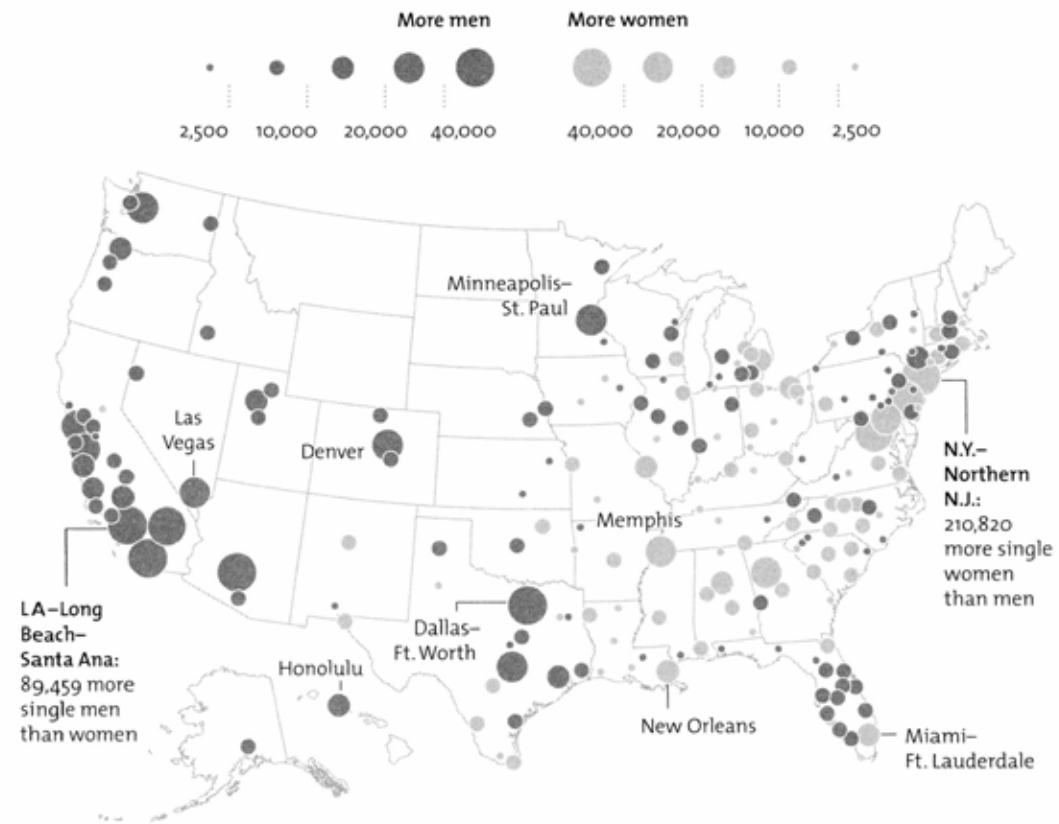 More men
More women
2,500
10,000
20,000
40,000
40,000
20,000
10,000
2,500
Minneapolis–
St. Paul
Las
Vegas
Denver
Memphis
N.Y.–
Northern
N.J.:
210,820
more single
women
than men
LA–Long
Beach–
Santa Ana:
89,459 more
single men
than women
Dallas–
Ft. Worth
Honolulu
New Orleans
Miami–
Ft. Lauderdale